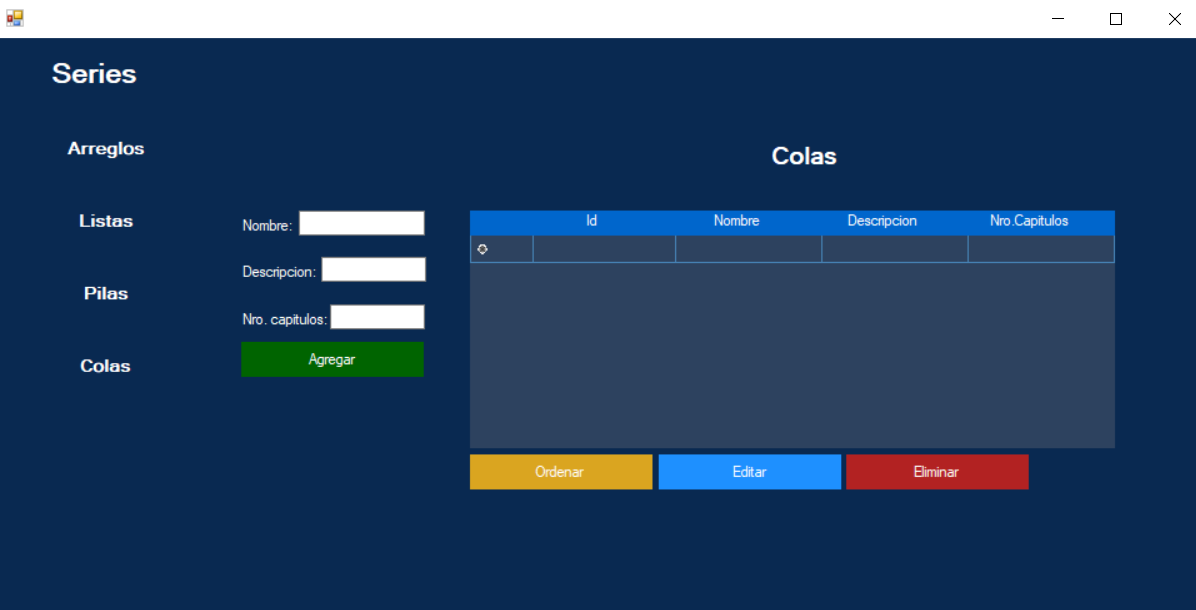 Series
Arreglos
Listas
Pilas
Colas
Nombre:
Descripcion:
Nro. capitulos:
Agregar
Colas
Id Nombre Descripcion Nro.Capitulos
Ordenar Editar Eliminar